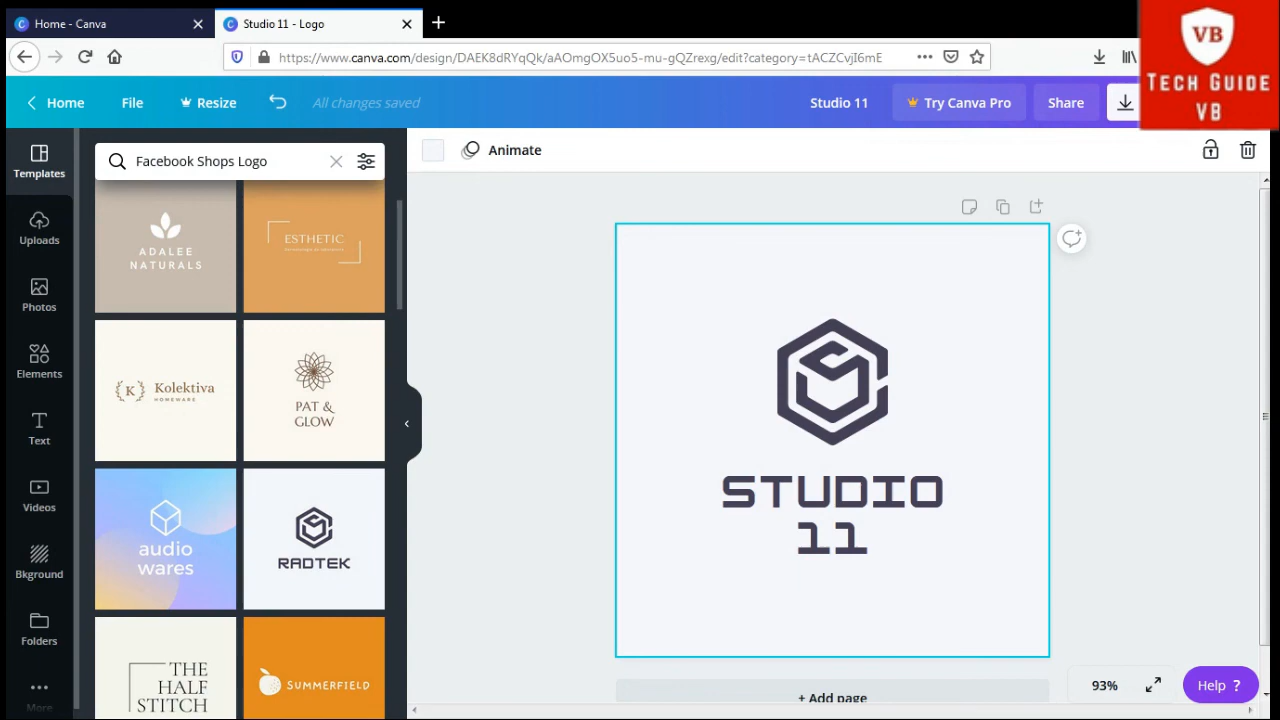 Home - Canva
Studio 11 - Logo
https://www.canva.com/design/DAEK8dRYqQk/aAOmgOX5uo5-mu-gQZrexg/edit?category=tACZCvjI6mE
VB
TECH GUIDE
VB
Home
File
Resize
All changes saved
Studio 11
Try Canva Pro
Share
Templates
Uploads
Photos
Elements
Text
Videos
Bkground
Folders
More
Facebook Shops Logo
ADALEE
NATURALS
ESTHETIC
K
Kolektiva
HOMEWARE
PAT &
GLOW
audio
wares
RADTEK
THE
HALF
STITCH
SUMMERFIELD
Animate
STUDIO
11
+ Add page
93%
Help ?